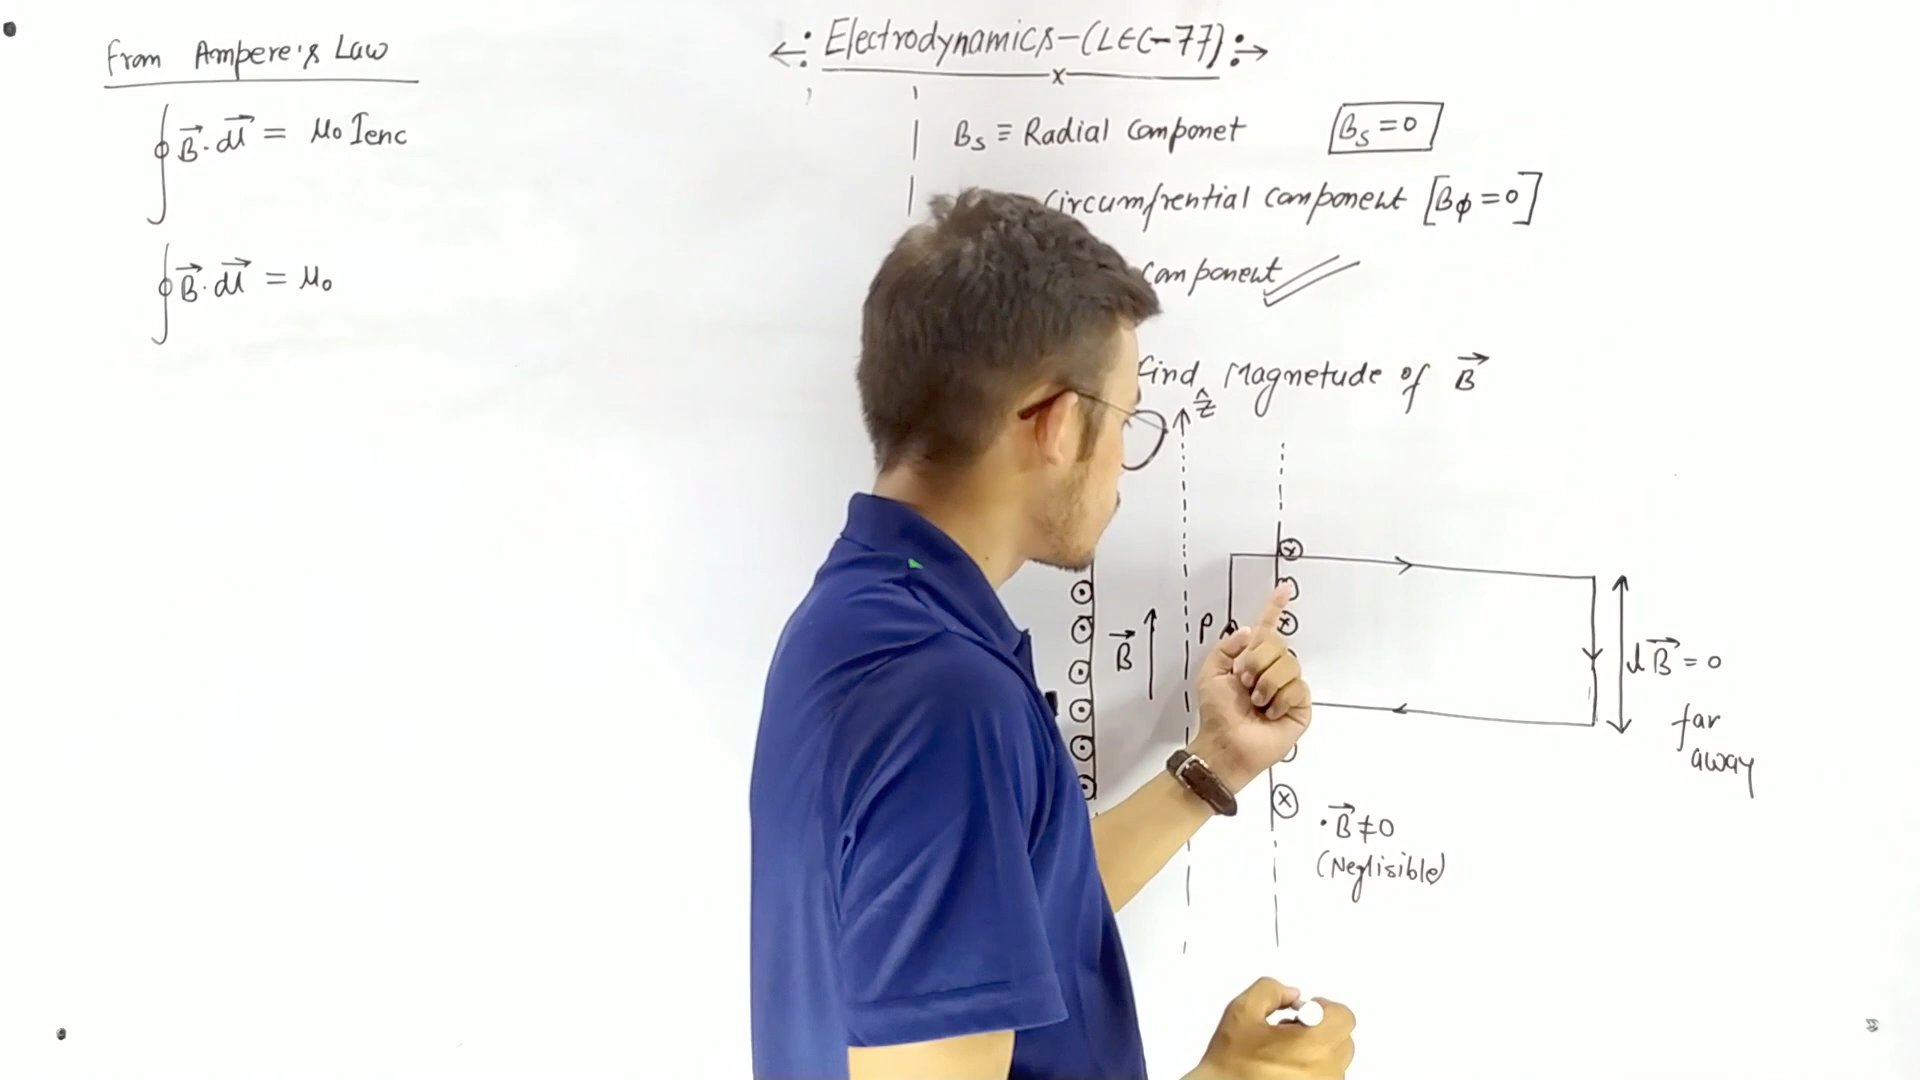 From Ampere's Law
∮B⃗·dl⃗ = μ₀ Ienc
∮B⃗·dl⃗ = μ₀
Electrodynamics-(LEC-77)
Bs ≡ Radial Componet
Bs = 0
Circumfrential Component [Bϕ = 0]
Component
find Magnetude of B⃗
ẑ
B⃗
P
l
B⃗ = 0
far
away
·B⃗ ≠ 0
(Neglisible)